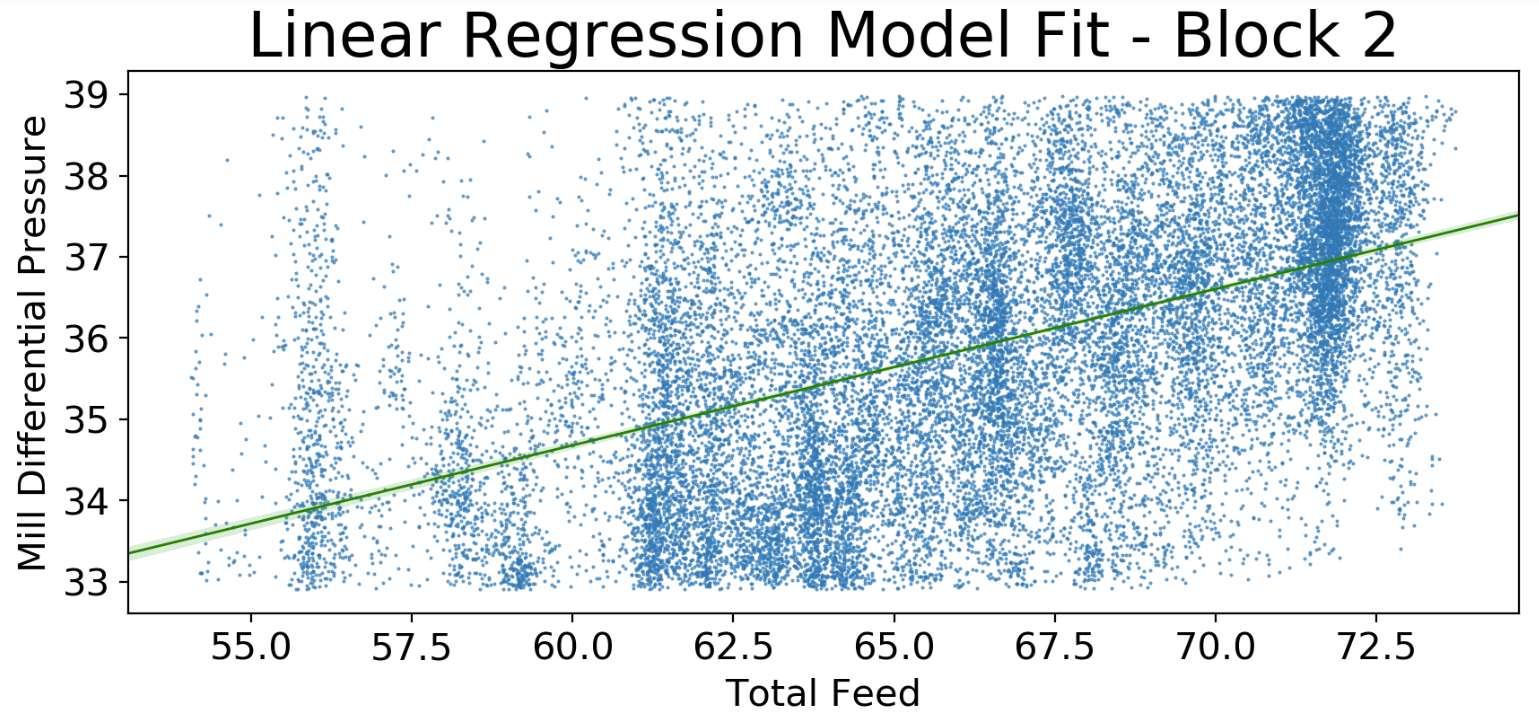 Linear Regression Model Fit - Block 2
39
38
37
36
35
34
33
Mill Differential Pressure
55.0 57.5 60.0 62.5 65.0 67.5 70.0 72.5
Total Feed